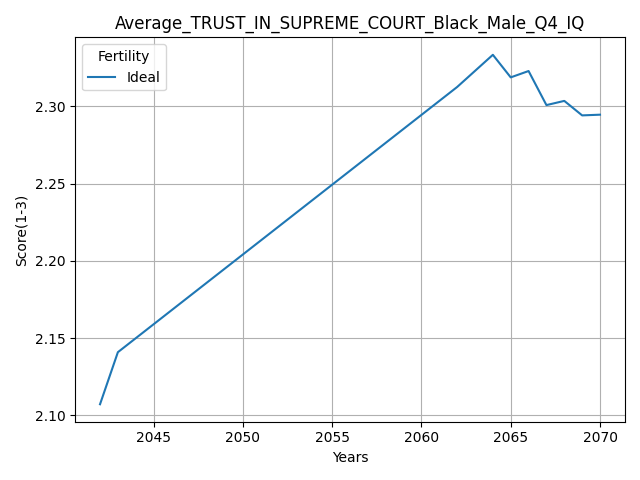 Average_TRUST_IN_SUPREME_COURT_Black_Male_Q4_IQ
Fertility
Ideal
Score(1-3)
2.30
2.25
2.20
2.15
2.10
2045 2050 2055 2060 2065 2070
Years